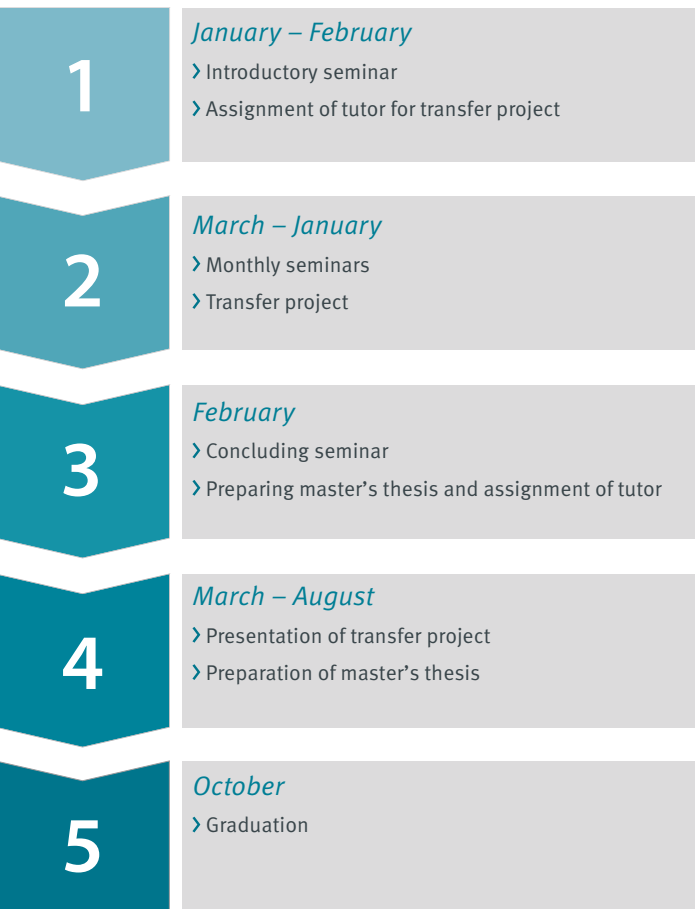 1
January – February
Introductory seminar
Assignment of tutor for transfer project
2
March – January
Monthly seminars
Transfer project
3
February
Concluding seminar
Preparing master’s thesis and assignment of tutor
4
March – August
Presentation of transfer project
Preparation of master’s thesis
5
October
Graduation